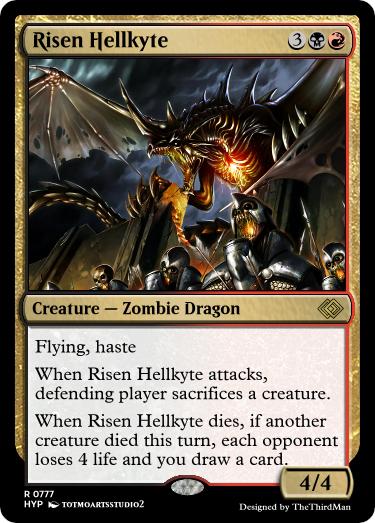 Risen Hellkyte 3
Creature — Zombie Dragon
Flying, haste
When Risen Hellkyte attacks,
defending player sacrifices a creature.
When Risen Hellkyte dies, if another
creature died this turn, each opponent
loses 4 life and you draw a card.
4/4
R 0777
HYP TOTMOARTSSTUDIO2
Designed by TheThirdMan